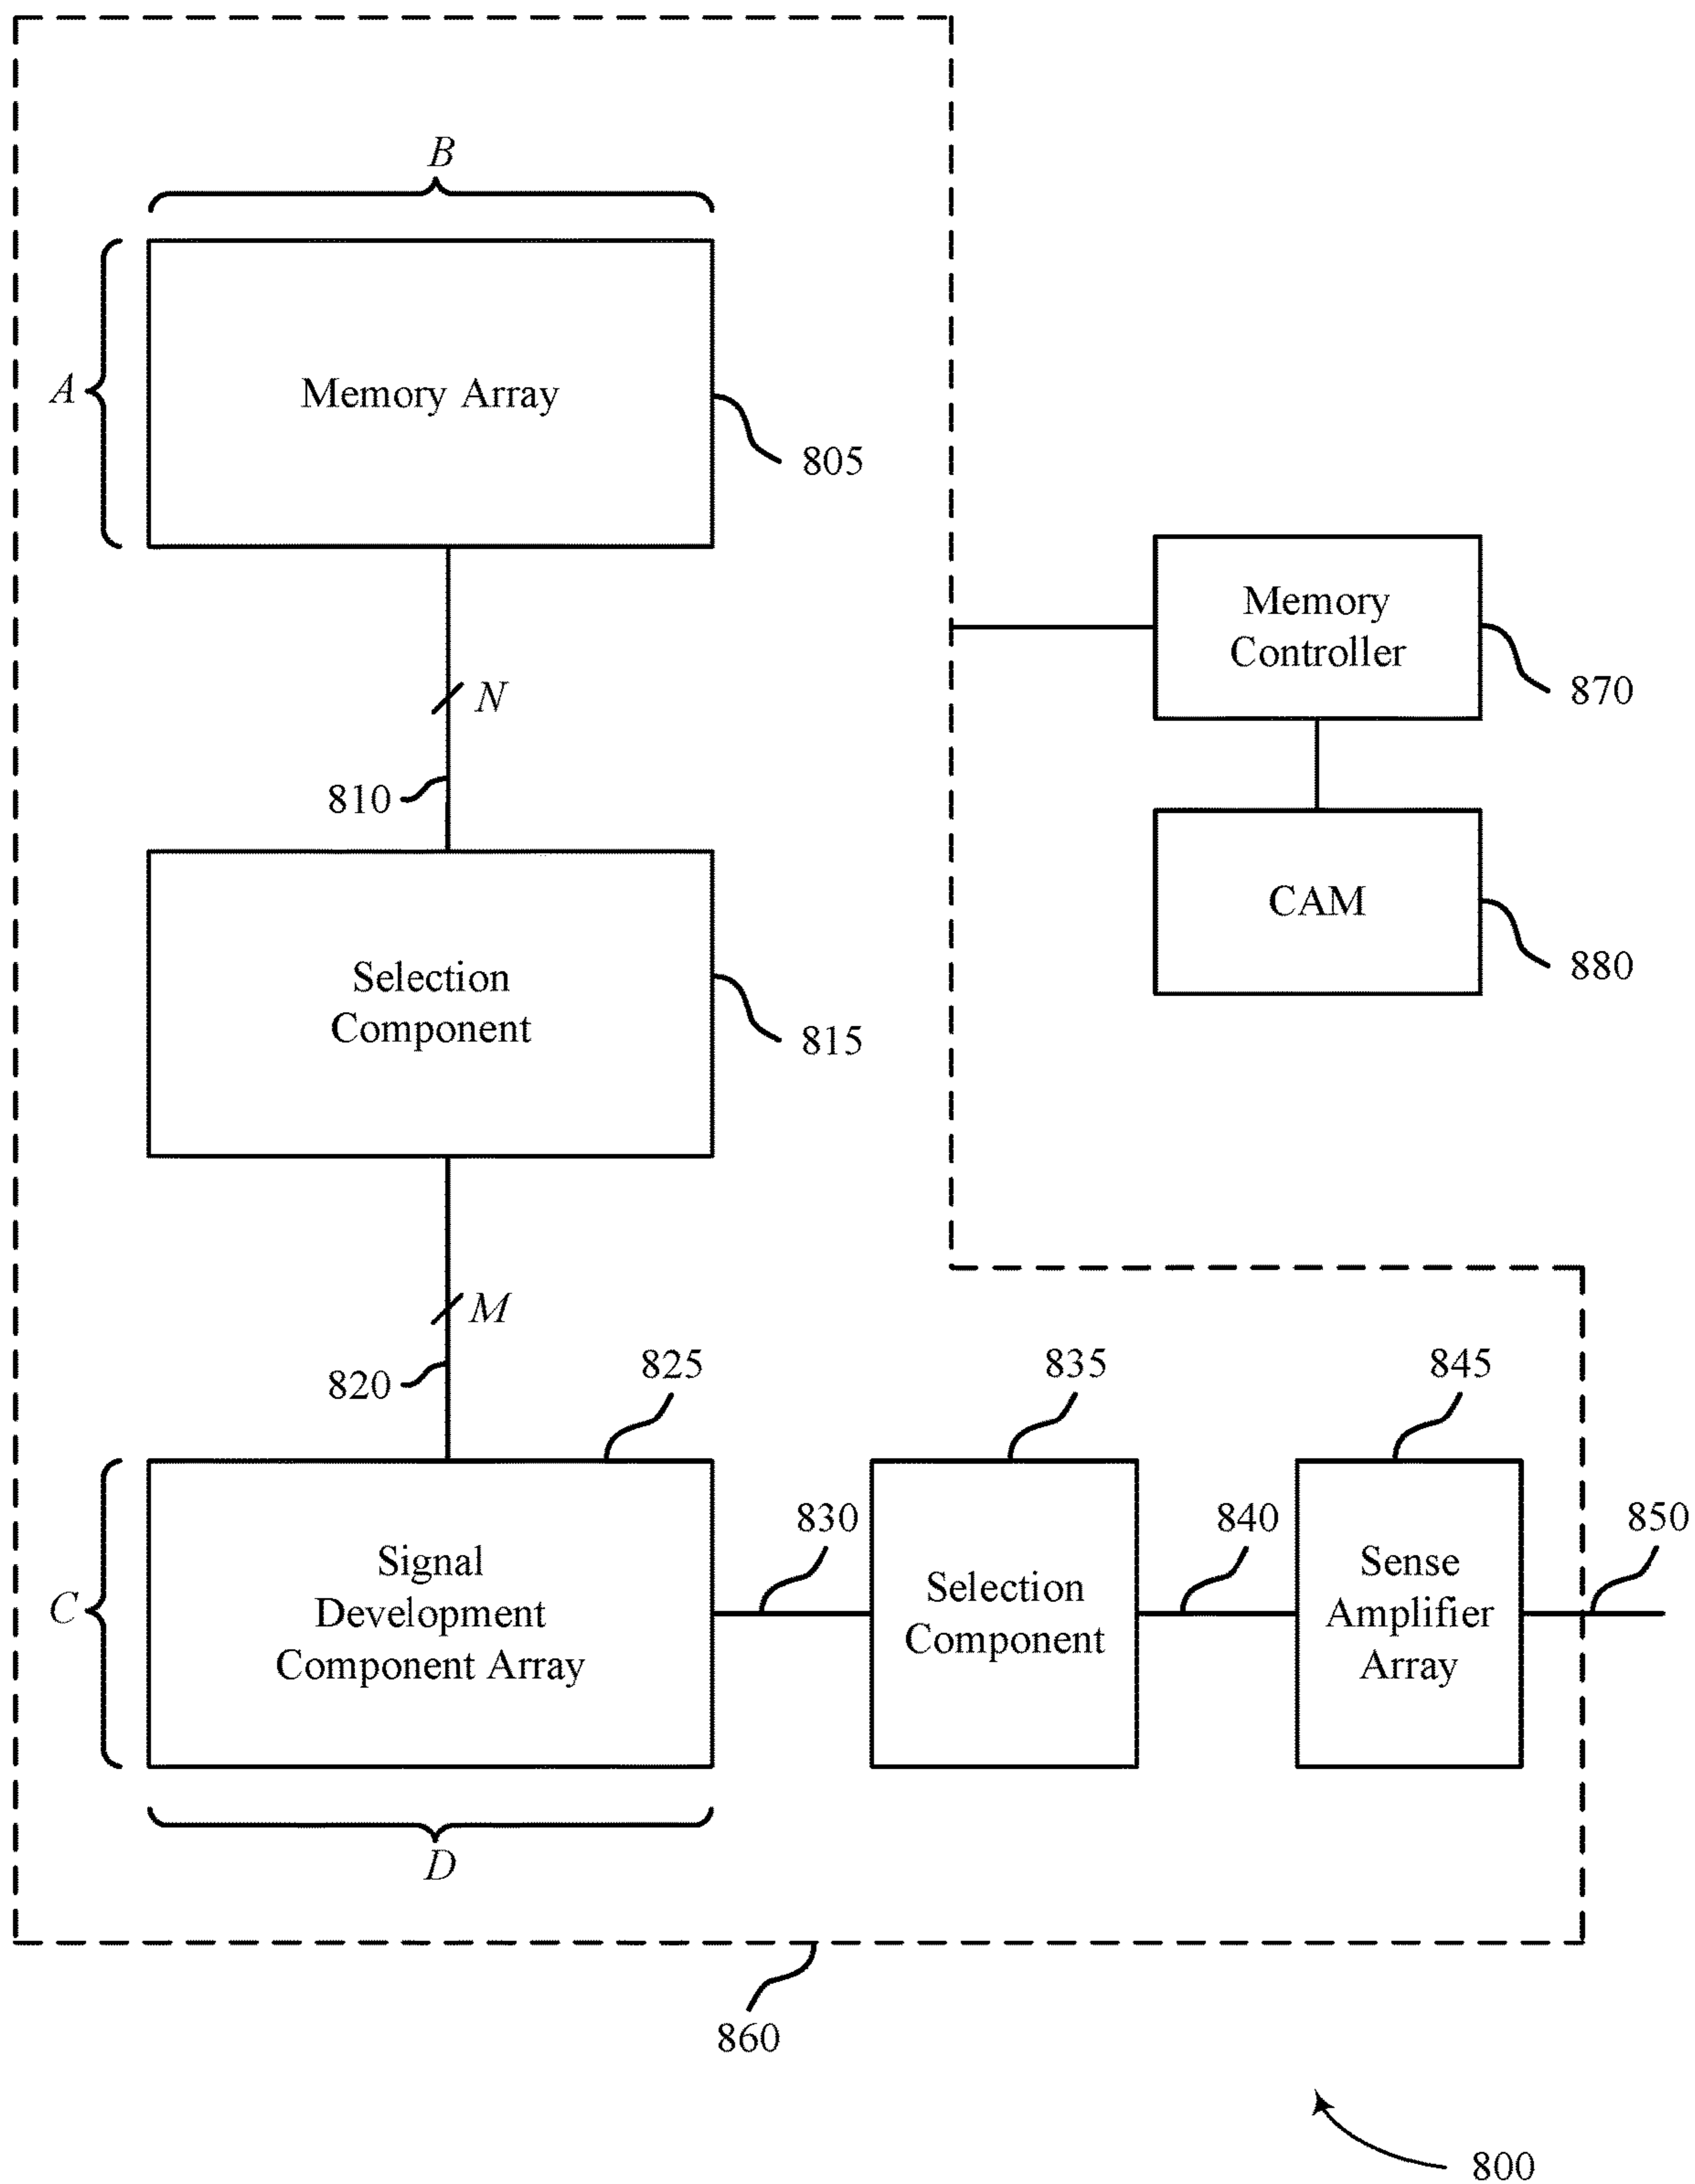 B
A
Memory Array
805
N
810
Memory
Controller
870
CAM
880
Selection
Component
815
M
820
825
835
845
C
Signal
Development
Component Array
830
Selection
Component
840
Sense
Amplifier
Array
850
D
860
800